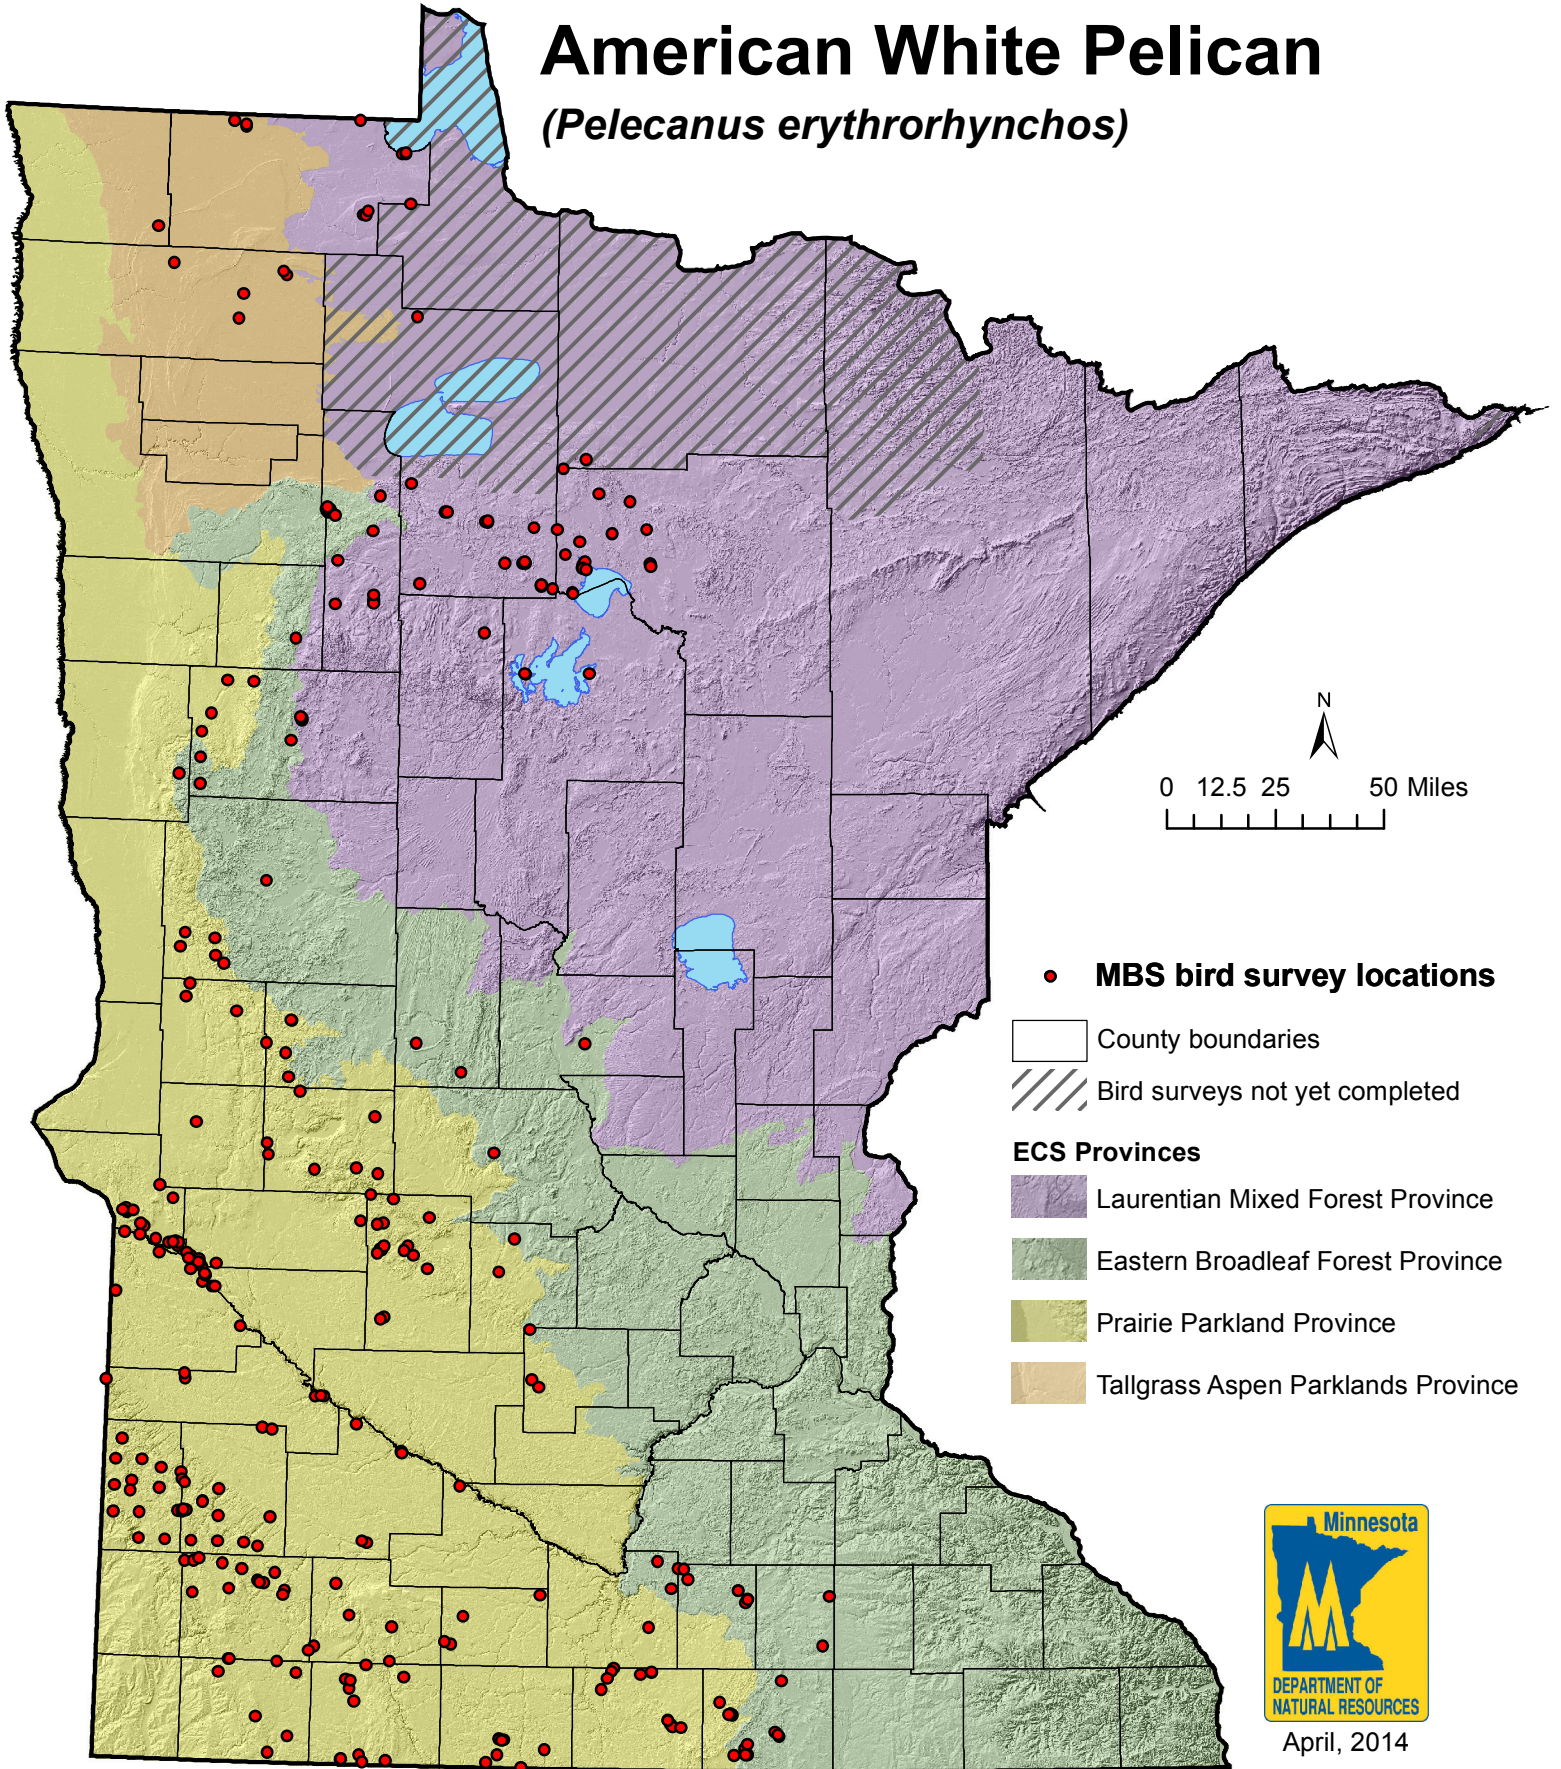 American White Pelican
(Pelecanus erythrorhynchos)
N
0 12.5 25 50 Miles
MBS bird survey locations
County boundaries
Bird surveys not yet completed
ECS Provinces
Laurentian Mixed Forest Province
Eastern Broadleaf Forest Province
Prairie Parkland Province
Tallgrass Aspen Parklands Province
Minnesota
DEPARTMENT OF
NATURAL RESOURCES
April, 2014